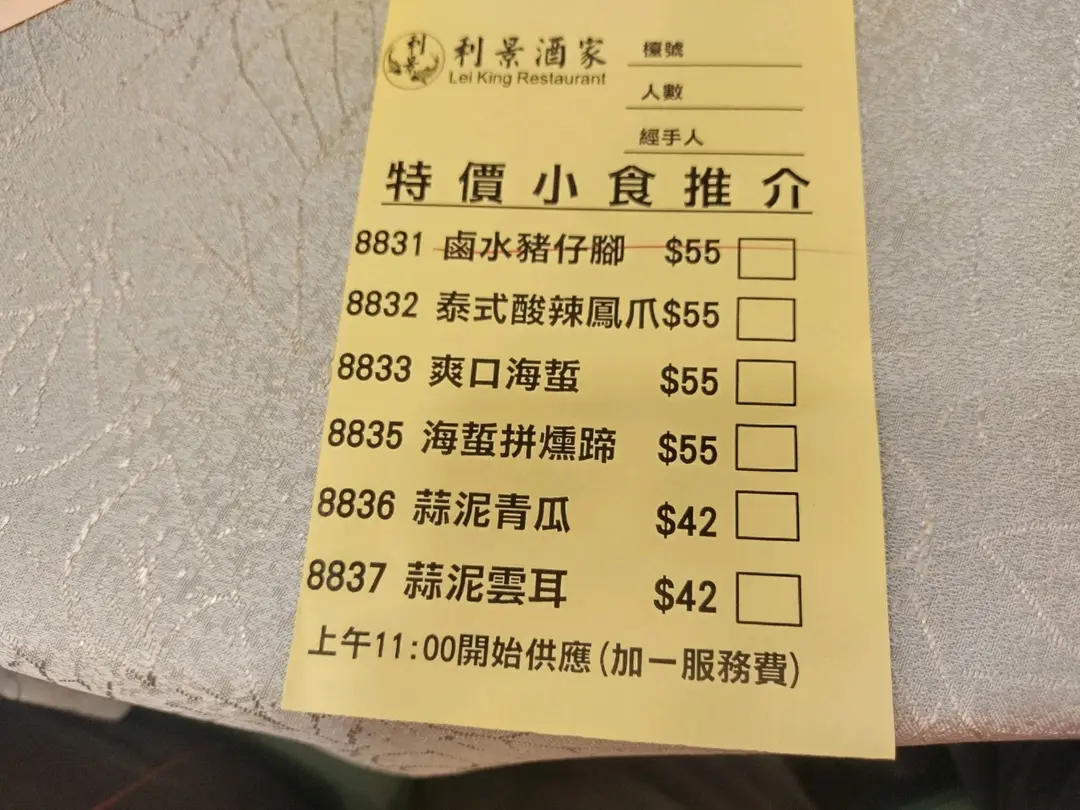 利景
利景酒家
Lei King Restaurant
檯號
人數
經手人
特價小食推介
8831 鹵水豬仔腳 $55
8832 泰式酸辣鳳爪 $55
8833 爽口海蜇 $55
8835 海蜇拼燻蹄 $55
8836 蒜泥青瓜 $42
8837 蒜泥雲耳 $42
上午11:00開始供應(加一服務費)